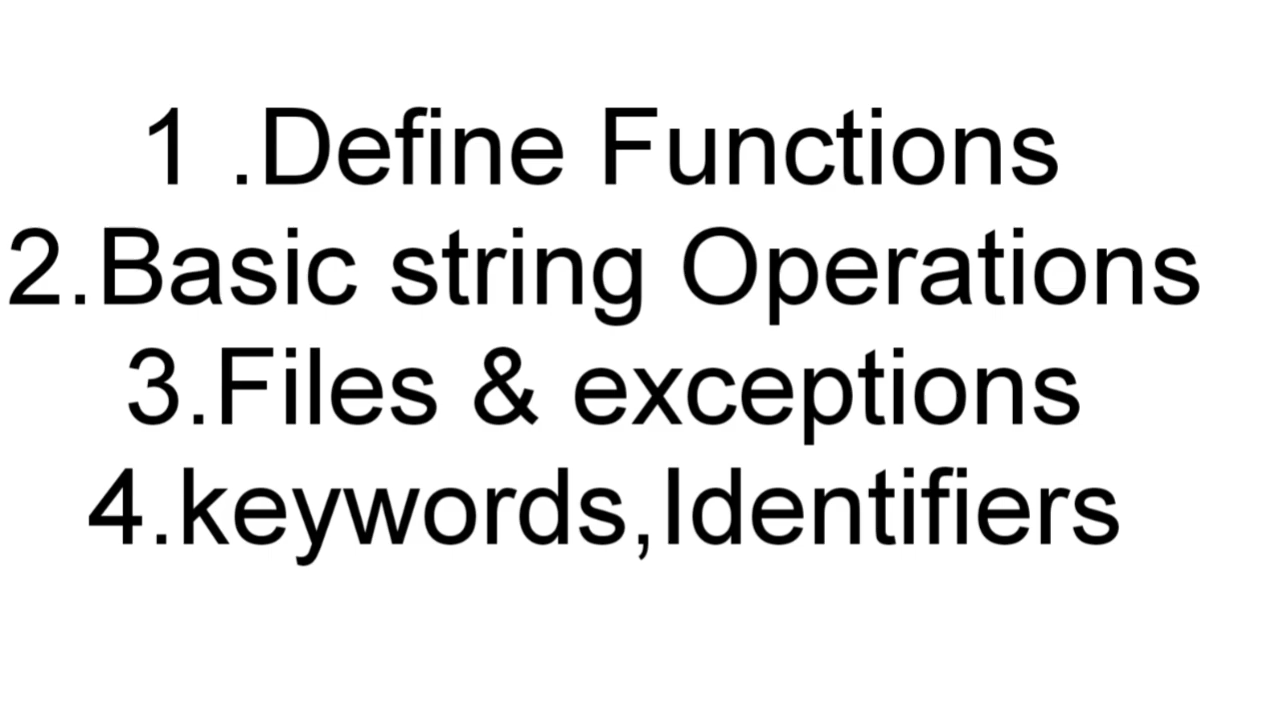 1 .Define Functions
2.Basic string Operations
3.Files & exceptions
4.keywords,Identifiers